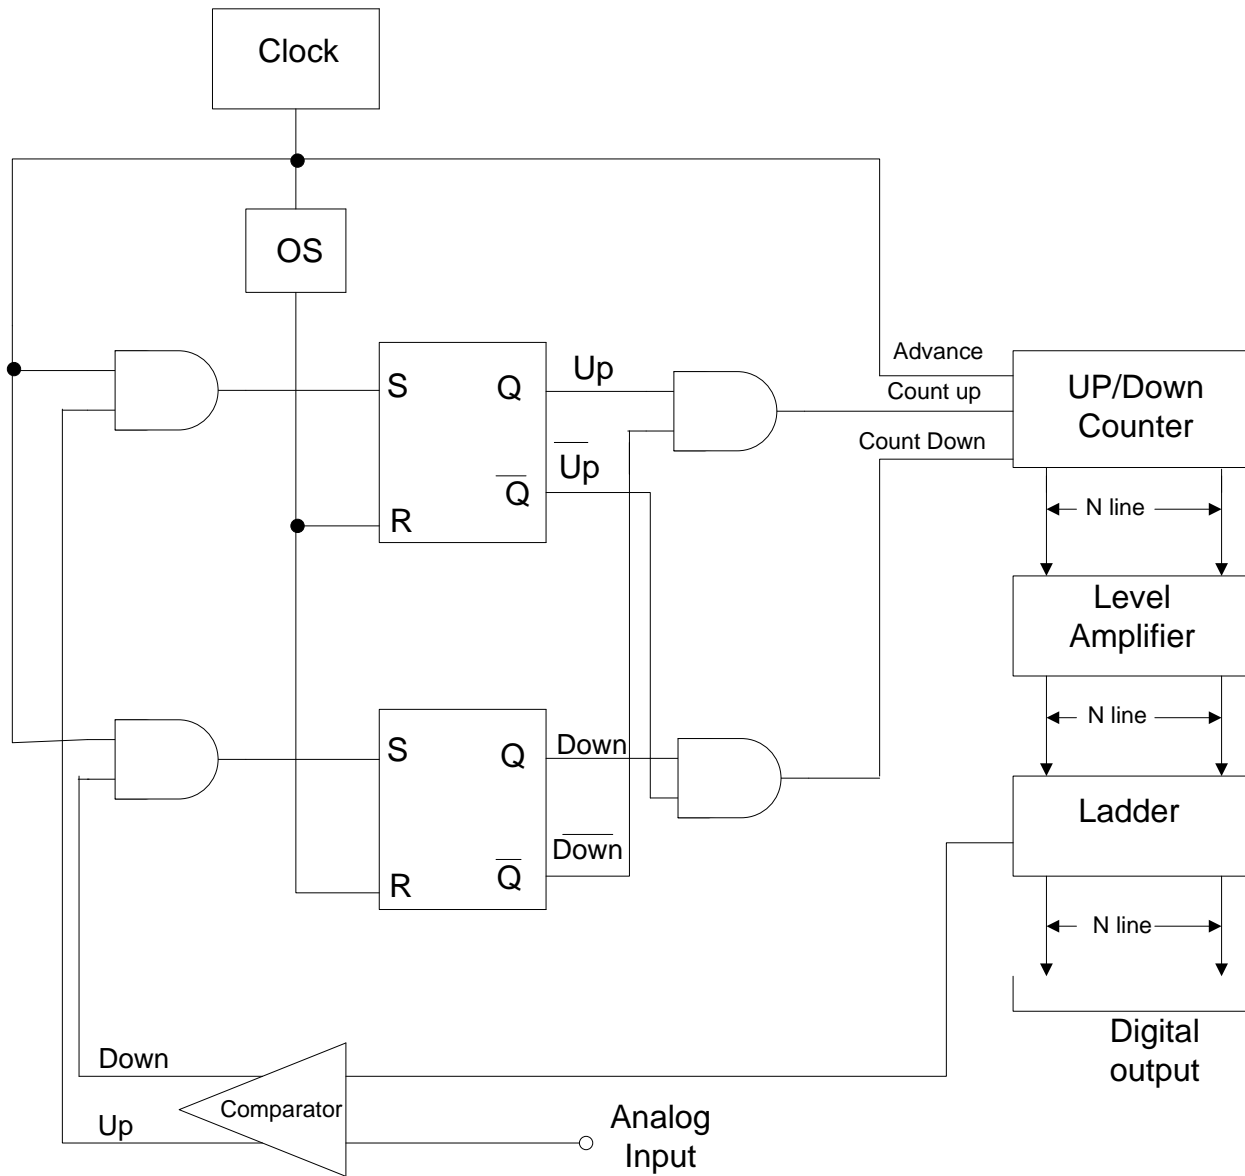 Clock
OS
S
Q
Up
Up
Q
R
Advance
Count up
Count Down
UP/Down
Counter
N line
Level
Amplifier
N line
S
Q
Down
Down
Q
R
Ladder
N line
Digital
output
Down
Comparator
Up
Analog
Input